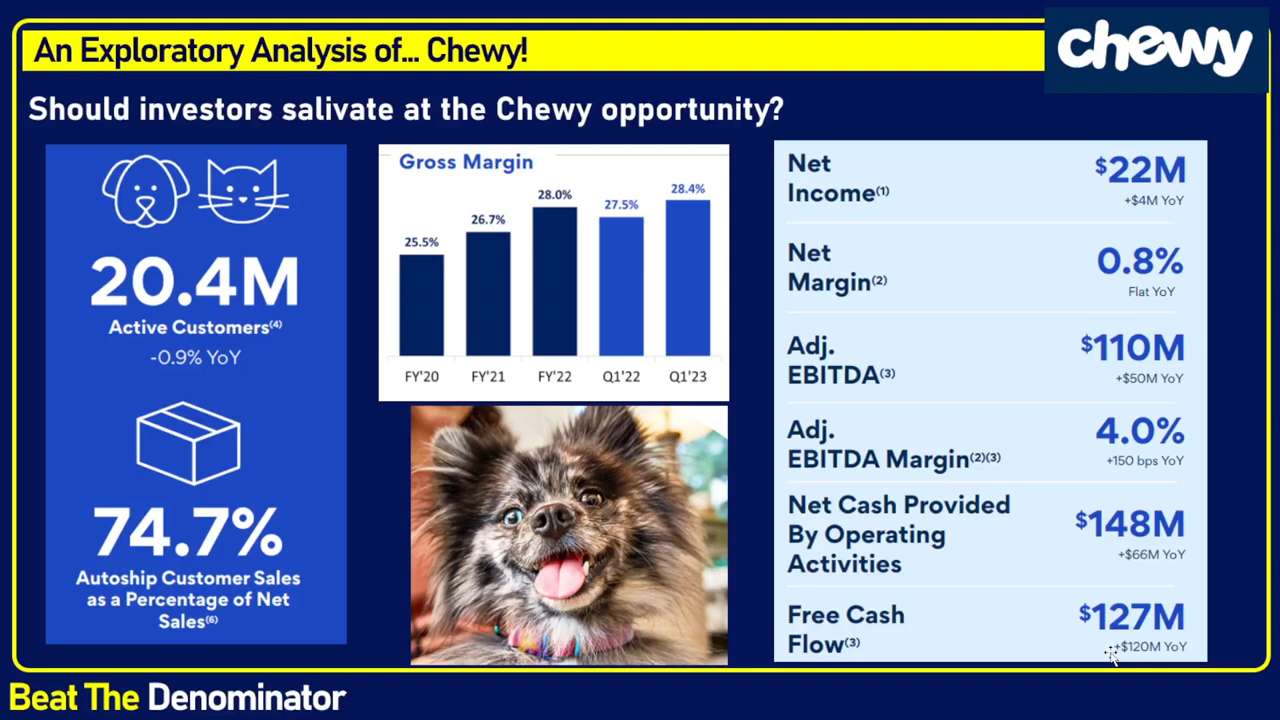 An Exploratory Analysis of... Chewy!
chewy
Should investors salivate at the Chewy opportunity?
20.4M
Active Customers(4)
-0.9% YoY
74.7%
Autoship Customer Sales
as a Percentage of Net
Sales(6)
Gross Margin
25.5%
26.7%
28.0%
27.5%
28.4%
FY'20
FY'21
FY'22
Q1'22
Q1'23
Net
Income(1)
$22M
+$4M YoY
Net
Margin(2)
0.8%
Flat YoY
Adj.
EBITDA(3)
$110M
+$50M YoY
Adj.
EBITDA Margin(2)(3)
4.0%
+150 bps YoY
Net Cash Provided
By Operating
Activities
$148M
+$66M YoY
Free Cash
Flow(3)
$127M
+$120M YoY
Beat The Denominator